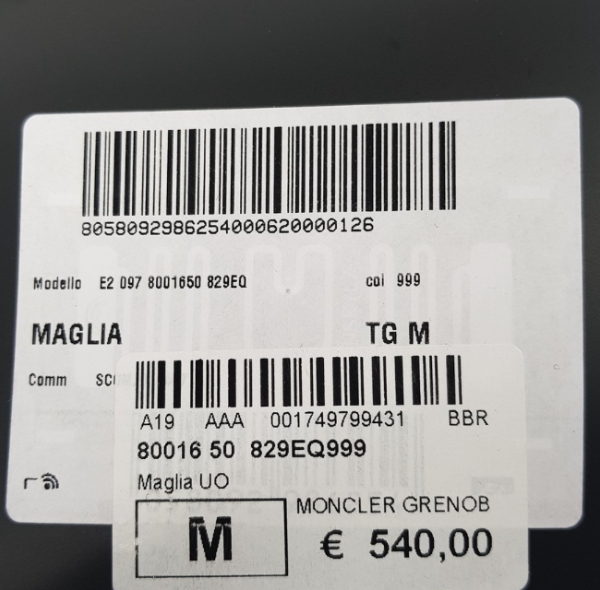 8058092986254000620000126
Modello E2 097 8001650 829EQ col 999
MAGLIA TG M
Comm
A19 AAA 001749799431 BBR
80016 50 829EQ999
Maglia UO
MONCLER GRENOB
M
€ 540,00